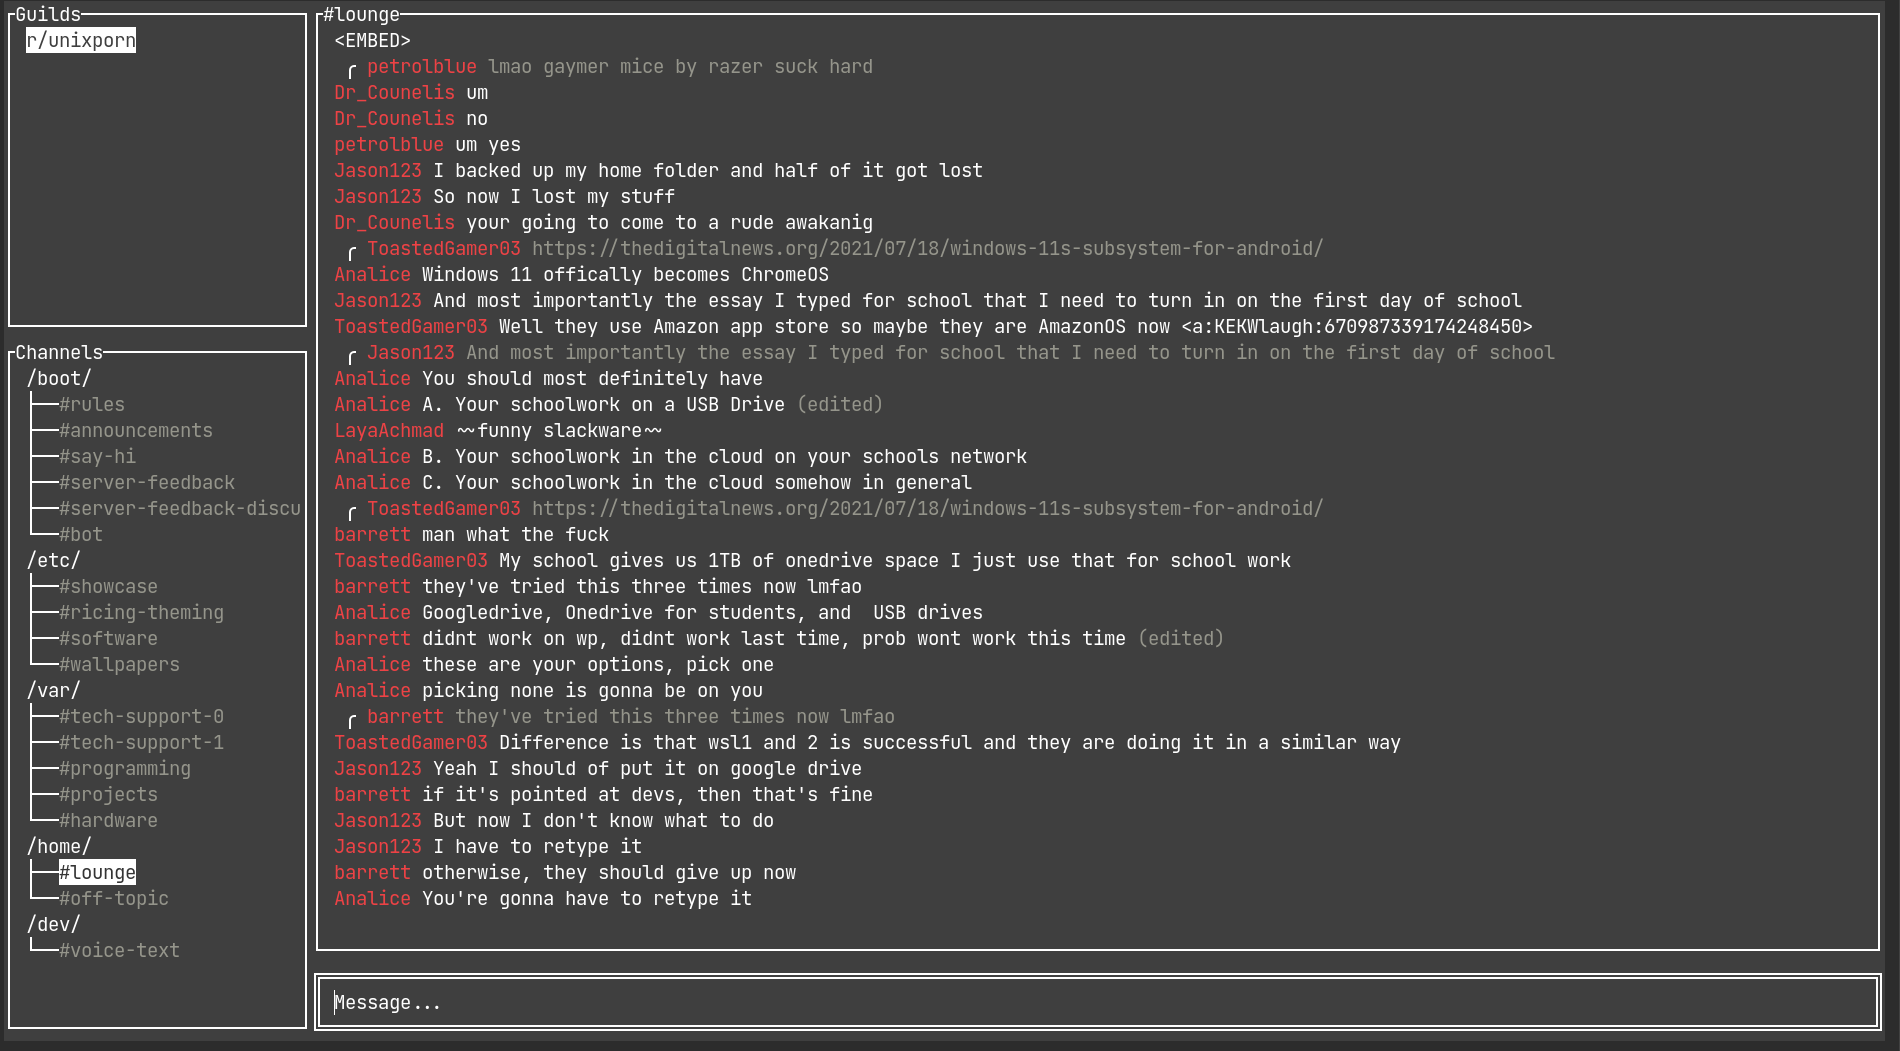 Guilds
r/unixporn
Channels
/boot/
#rules
#announcements
#say-hi
#server-feedback
#server-feedback-discu
#bot
/etc/
#showcase
#ricing-theming
#software
#wallpapers
/var/
#tech-support-0
#tech-support-1
#programming
#projects
#hardware
/home/
#lounge
#off-topic
/dev/
#voice-text
#lounge
<EMBED>
petrolblue lmao gaymer mice by razer suck hard
Dr_Counelis um
Dr_Counelis no
petrolblue um yes
Jason123 I backed up my home folder and half of it got lost
Jason123 So now I lost my stuff
Dr_Counelis your going to come to a rude awakanig
ToastedGamer03 https://thedigitalnews.org/2021/07/18/windows-11s-subsystem-for-android/
Analice Windows 11 offically becomes ChromeOS
Jason123 And most importantly the essay I typed for school that I need to turn in on the first day of school
ToastedGamer03 Well they use Amazon app store so maybe they are AmazonOS now <a:KEKWlaugh:670987339174248450>
Jason123 And most importantly the essay I typed for school that I need to turn in on the first day of school
Analice You should most definitely have
Analice A. Your schoolwork on a USB Drive (edited)
LayaAchmad ~~funny slackware~~
Analice B. Your schoolwork in the cloud on your schools network
Analice C. Your schoolwork in the cloud somehow in general
ToastedGamer03 https://thedigitalnews.org/2021/07/18/windows-11s-subsystem-for-android/
barrett man what the fuck
ToastedGamer03 My school gives us 1TB of onedrive space I just use that for school work
barrett they've tried this three times now lmfao
Analice Googledrive, Onedrive for students, and  USB drives
barrett didnt work on wp, didnt work last time, prob wont work this time (edited)
Analice these are your options, pick one
Analice picking none is gonna be on you
barrett they've tried this three times now lmfao
ToastedGamer03 Difference is that wsl1 and 2 is successful and they are doing it in a similar way
Jason123 Yeah I should of put it on google drive
barrett if it's pointed at devs, then that's fine
Jason123 But now I don't know what to do
Jason123 I have to retype it
barrett otherwise, they should give up now
Analice You're gonna have to retype it
Message...